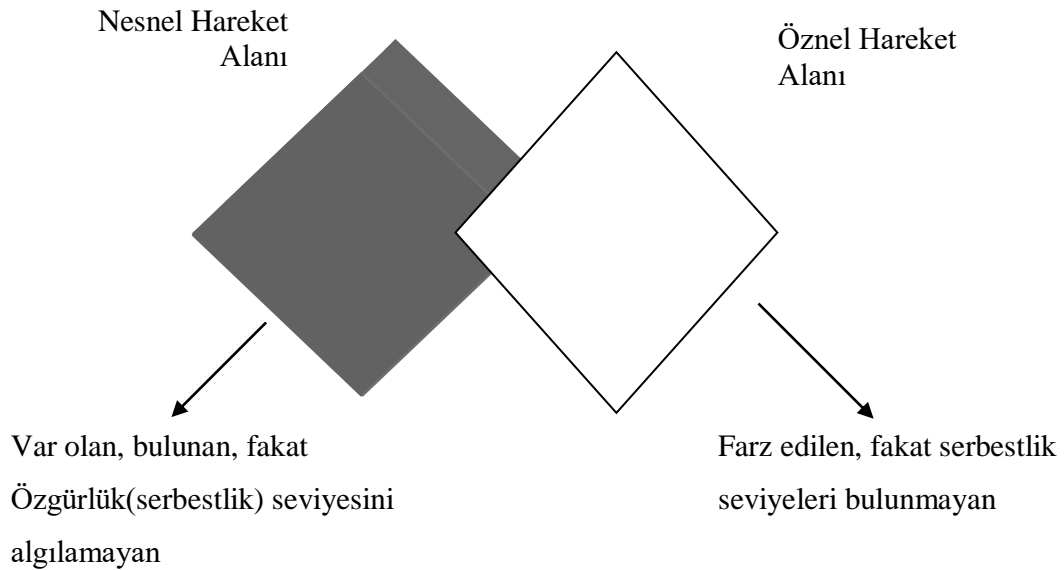 Nesnel Hareket
Alanı
Öznel Hareket
Alanı
Var olan, bulunan, fakat
Özgürlük(serbestlik) seviyesini
algılamayan
Farz edilen, fakat serbestlik
seviyeleri bulunmayan